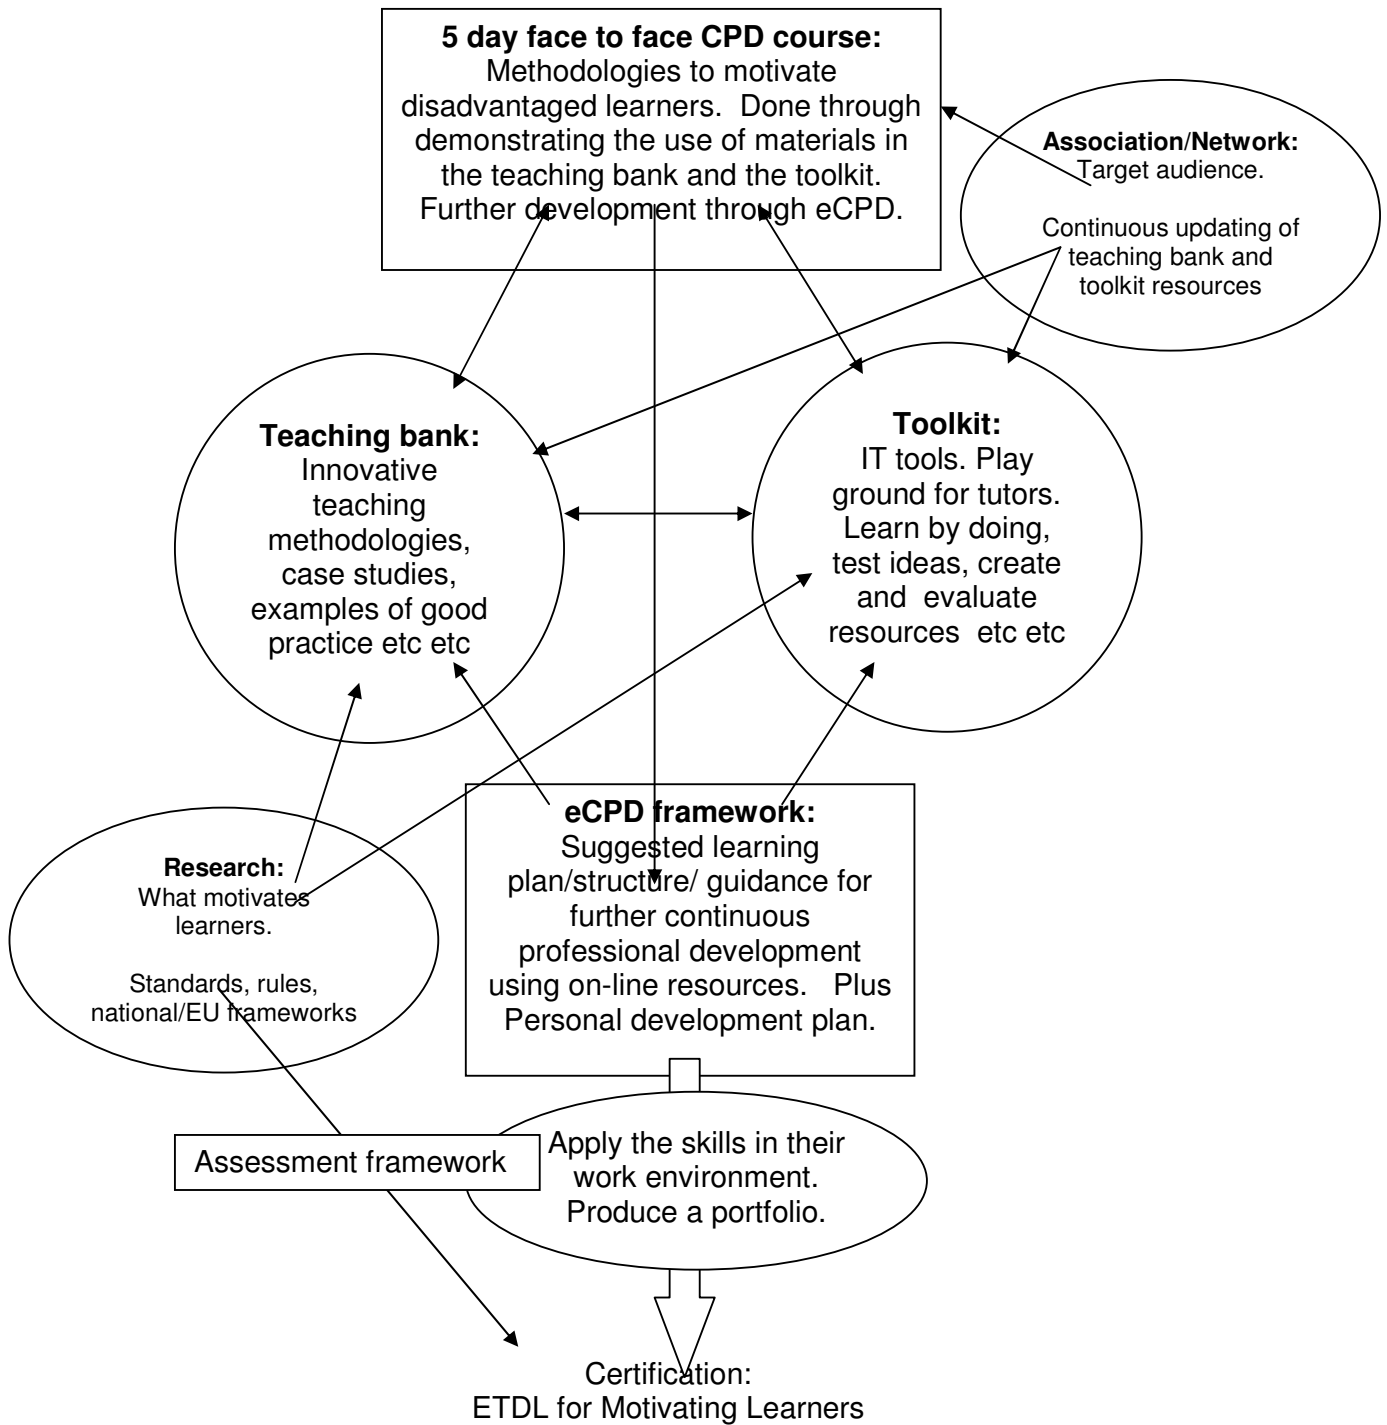 5 day face to face CPD course:
Methodologies to motivate
disadvantaged learners.  Done through
demonstrating the use of materials in
the teaching bank and the toolkit.
Further development through eCPD.
Association/Network:
Target audience.
Continuous updating of
teaching bank and
toolkit resources
Teaching bank:
Innovative
teaching
methodologies,
case studies,
examples of good
practice etc etc
Toolkit:
IT tools. Play
ground for tutors.
Learn by doing,
test ideas, create
and  evaluate
resources  etc etc
Research:
What motivates
learners.
Standards, rules,
national/EU frameworks
eCPD framework:
Suggested learning
plan/structure/ guidance for
further continuous
professional development
using on-line resources.   Plus
Personal development plan.
Assessment framework
Apply the skills in their
work environment.
Produce a portfolio.
Certification:
ETDL for Motivating Learners